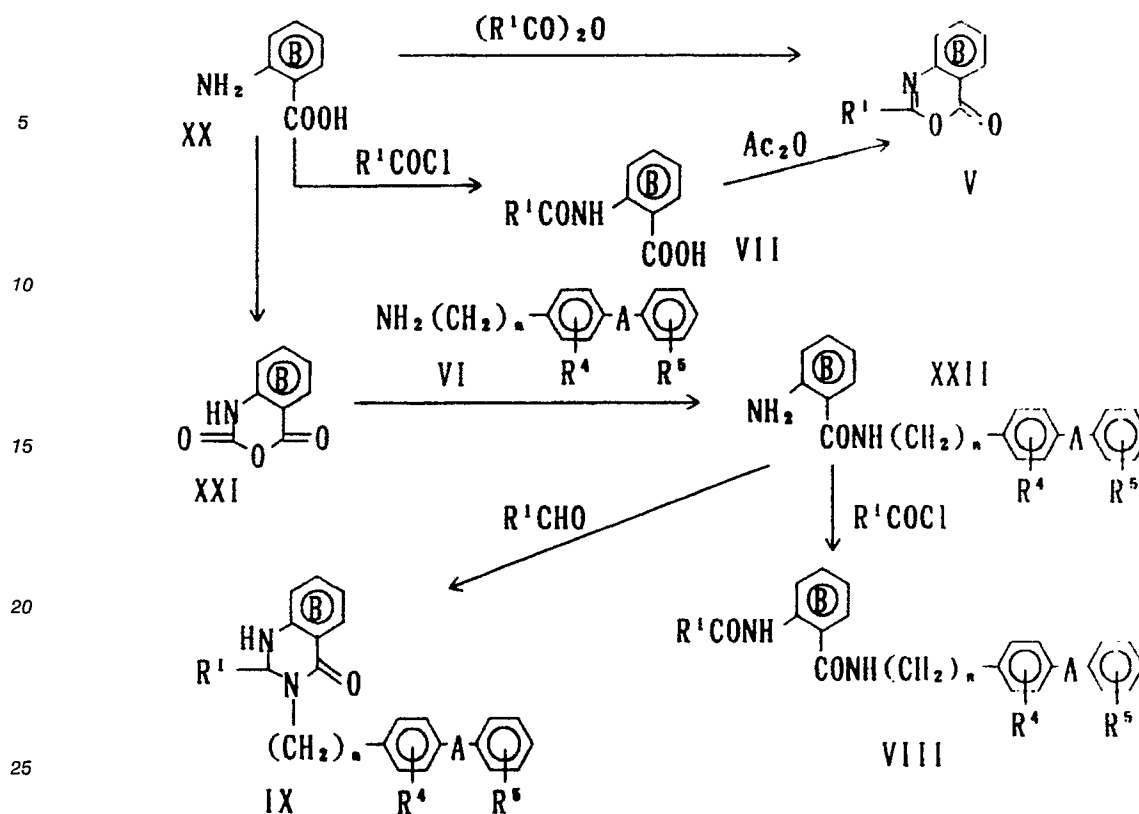 (R¹CO)₂O
B
B
NH₂
N
COOH
R¹
O
O
5
XX
V
R¹COCl
Ac₂O
B
R¹CONH
VII
COOH
10
NH₂(CH₂)ₙ
A
VI
R⁴
R⁵
B
B
XXII
HN
NH₂
O
O
O
CONH(CH₂)ₙ
A
15
XXI
R⁴
R⁵
R¹CHO
R¹COCl
20
B
B
HN
R¹CONH
R¹
N
O
CONH(CH₂)ₙ
A
R⁴
R⁵
(CH₂)ₙ
A
VIII
25
R⁴
R⁵
IX